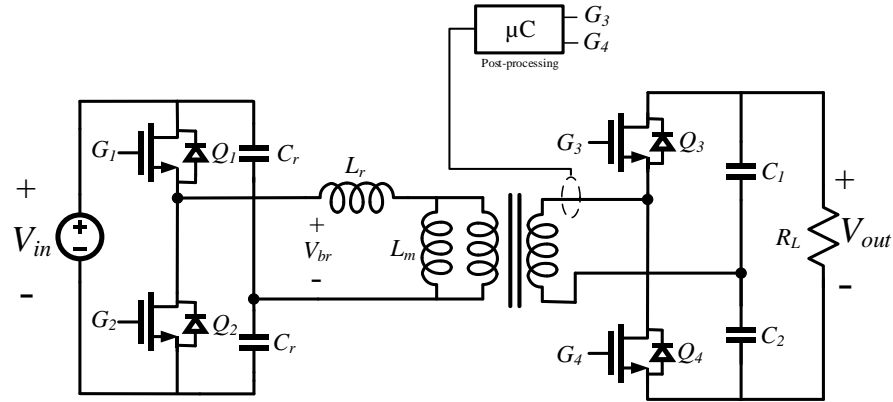 µC
G3
G4
Post-processing
G1
Q1
Cr
Lr
G3
Q3
C1
+
Vin
-
+
Vbr
-
Lm
RL
+
Vout
-
G2
Q2
Cr
G4
Q4
C2